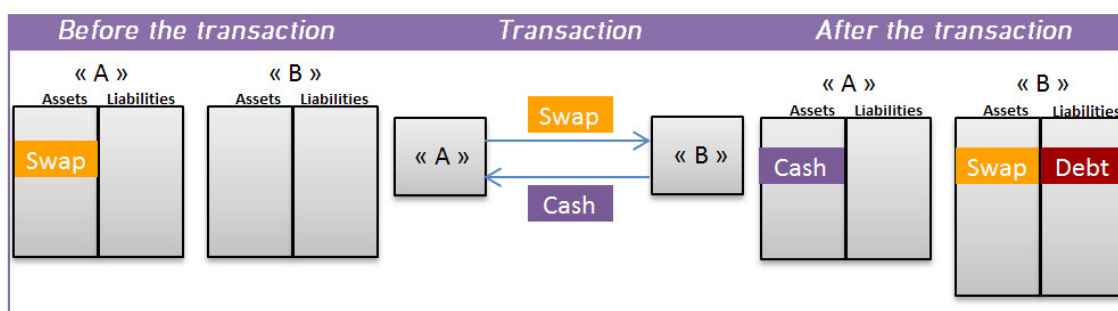 Before the transaction
Transaction
After the transaction
« A »
« B »
Assets Liabilities
Assets Liabilities
Swap
« A »
Swap
Cash
« B »
« A »
« B »
Assets Liabilities
Assets Liabilities
Cash
Swap
Debt